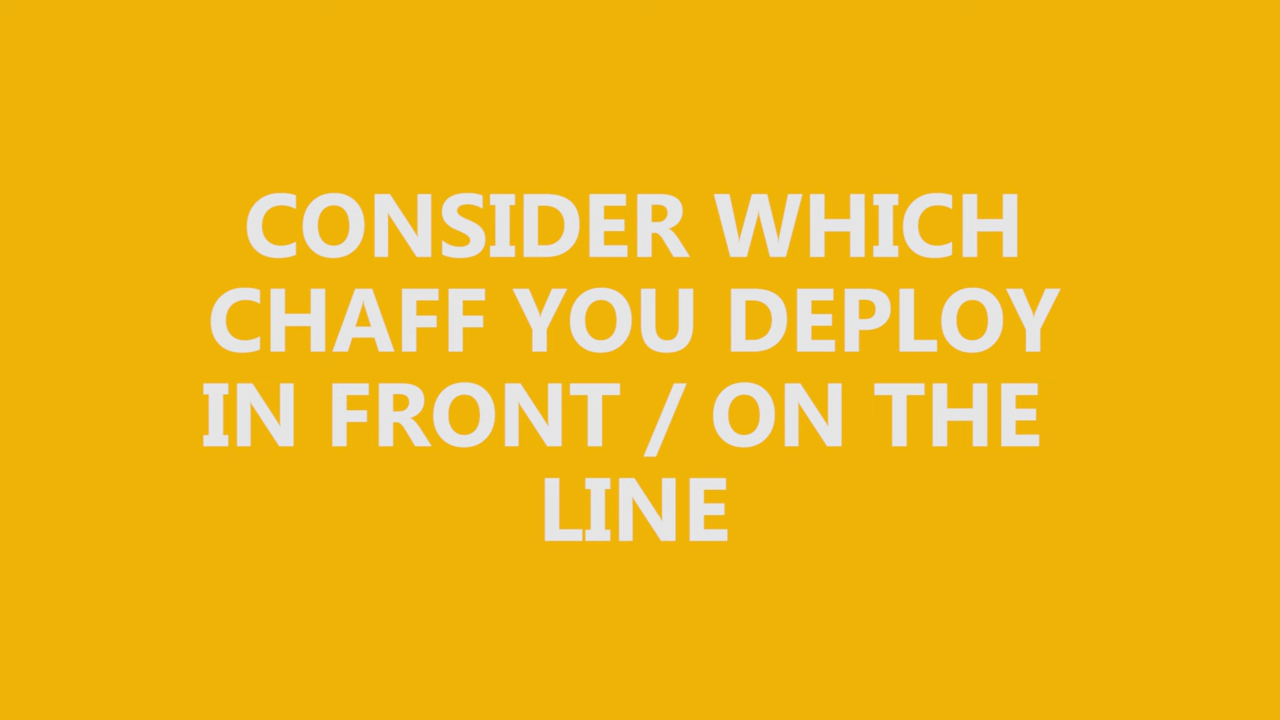 CONSIDER WHICH
CHAFF YOU DEPLOY
IN FRONT / ON THE
LINE